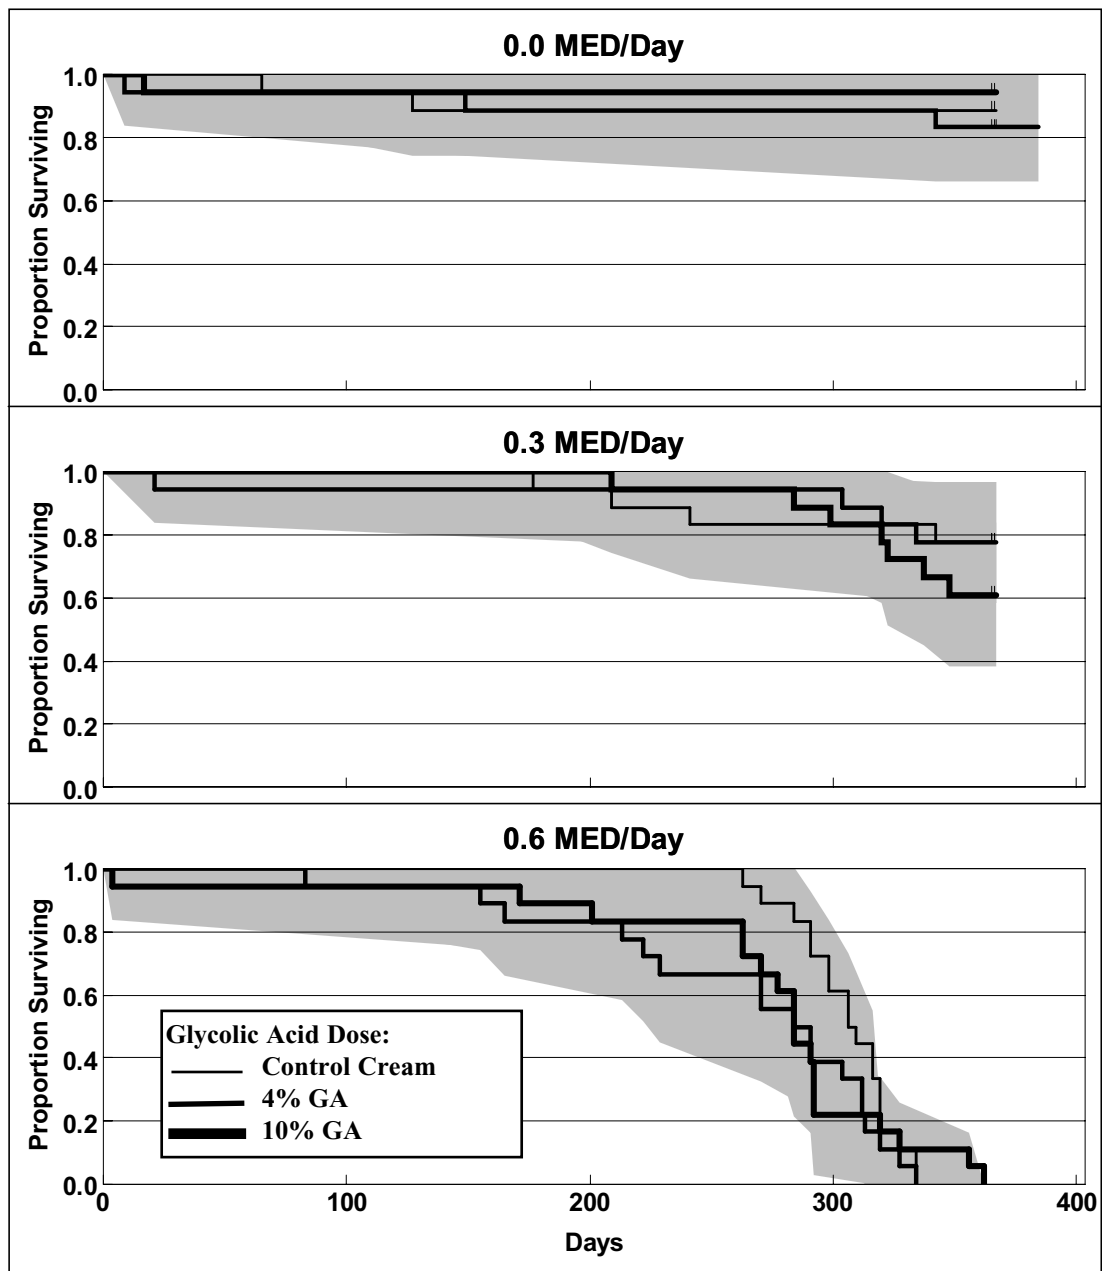 0.0 MED/Day
Proportion Surviving
1.0
0.8
0.6
0.4
0.2
0.0
0.3 MED/Day
Proportion Surviving
1.0
0.8
0.6
0.4
0.2
0.0
0.6 MED/Day
Proportion Surviving
1.0
0.8
0.6
0.4
0.2
0.0
Glycolic Acid Dose:
Control Cream
4% GA
10% GA
0 100 200 300 400
Days